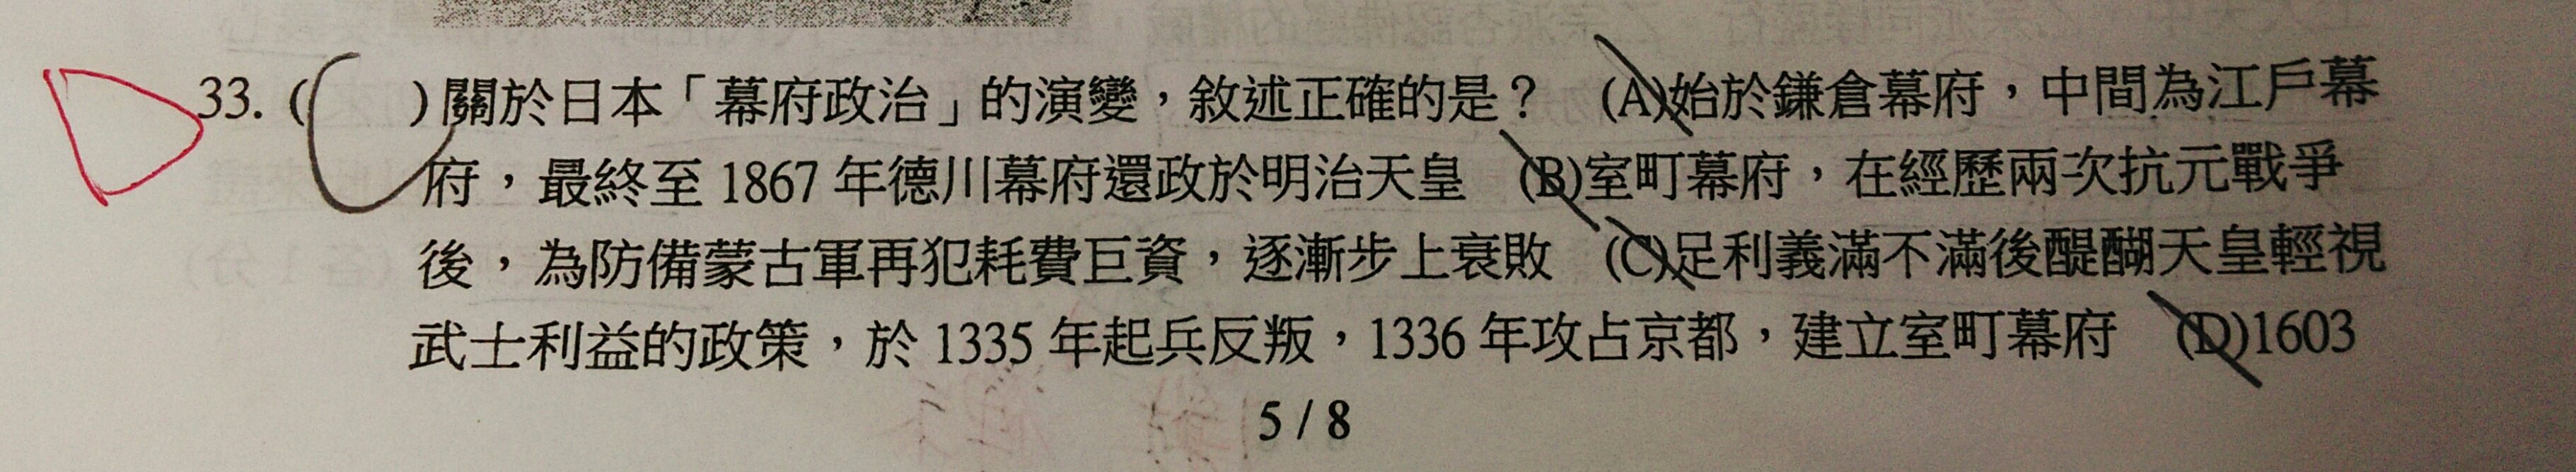 D 33. (C)關於日本「幕府政治」的演變，敘述正確的是？ (A)始於鎌倉幕府，中間為江戶幕
府，最終至 1867 年德川幕府還政於明治天皇 (B)室町幕府，在經歷兩次抗元戰爭
後，為防備蒙古軍再犯耗費巨資，逐漸步上衰敗 (C)足利義滿不滿後醍醐天皇輕視
武士利益的政策，於 1335 年起兵反叛，1336 年攻占京都，建立室町幕府 (D)1603
5 / 8